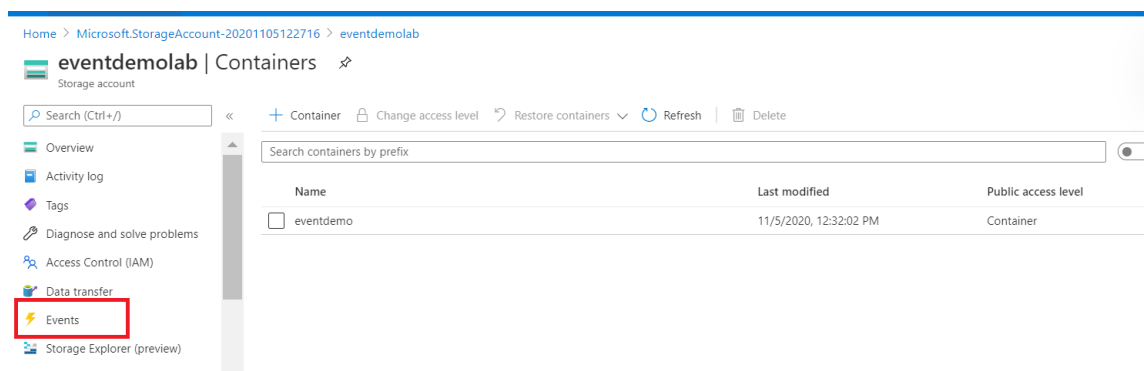 Home > Microsoft.StorageAccount-20201105122716 > eventdemolab
eventdemolab | Containers
Storage account
Search (Ctrl+/)
«
+ Container Change access level Restore containers Refresh Delete
Overview
Activity log
Tags
Diagnose and solve problems
Access Control (IAM)
Data transfer
Events
Storage Explorer (preview)
Search containers by prefix
Name Last modified Public access level
eventdemo 11/5/2020, 12:32:02 PM Container